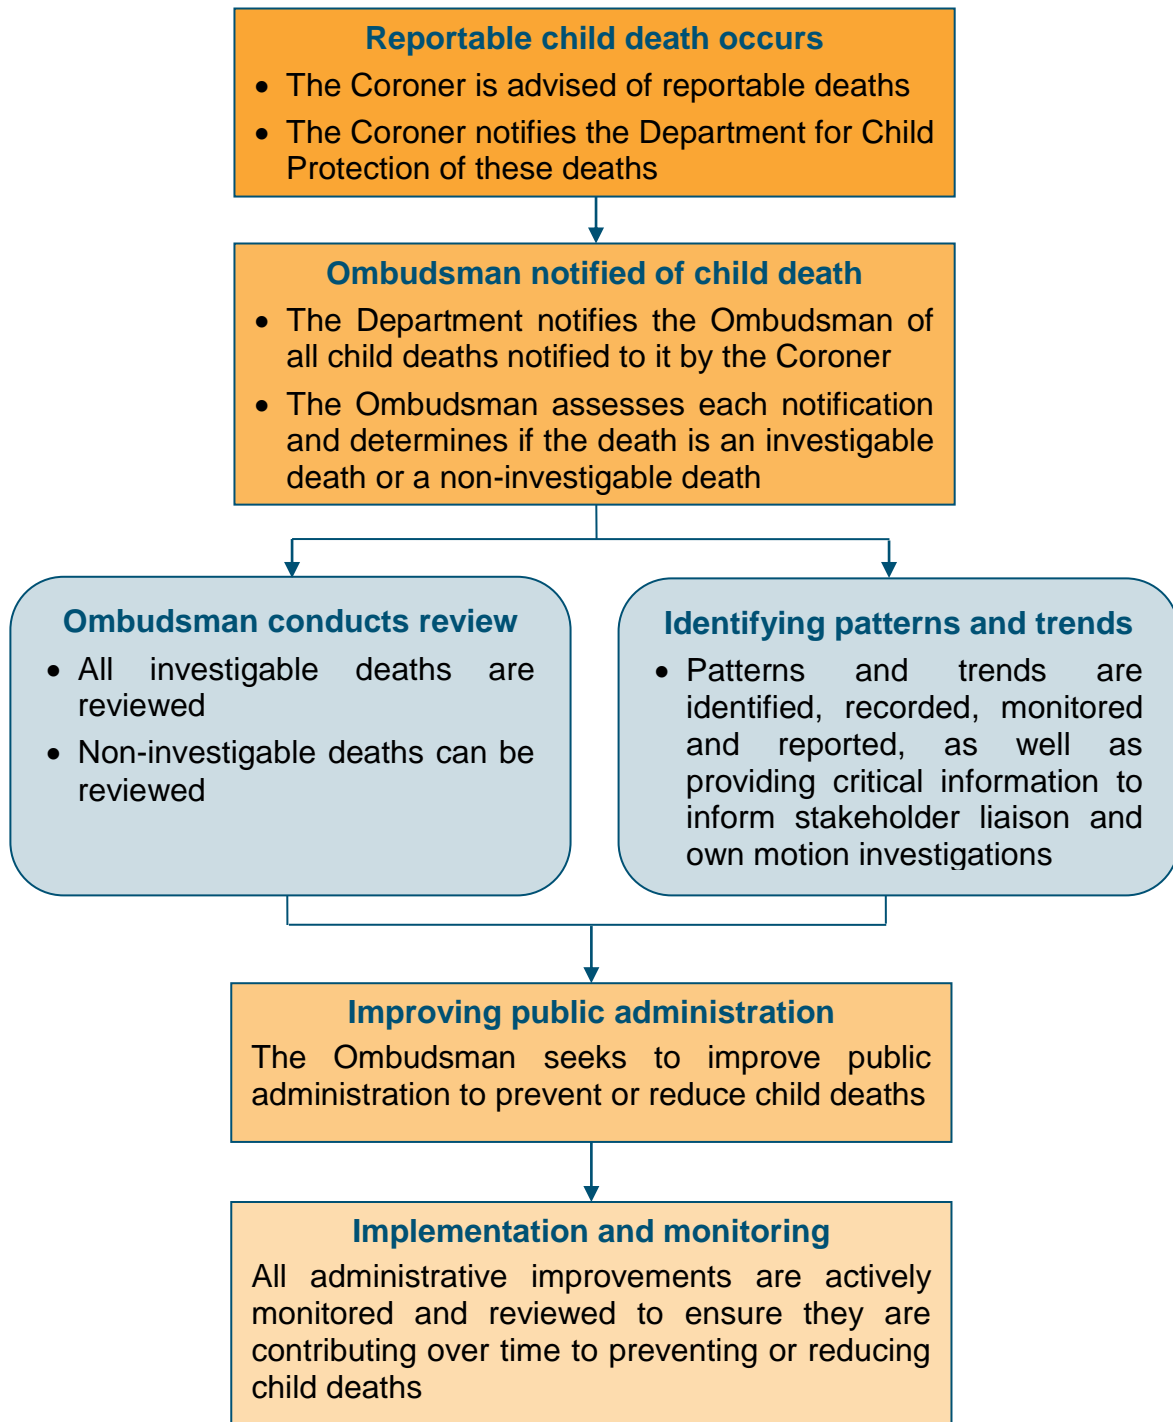 Reportable child death occurs
• The Coroner is advised of reportable deaths
• The Coroner notifies the Department for Child
Protection of these deaths
Ombudsman notified of child death
• The Department notifies the Ombudsman of
all child deaths notified to it by the Coroner
• The Ombudsman assesses each notification
and determines if the death is an investigable
death or a non-investigable death
Ombudsman conducts review
• All investigable deaths are
reviewed
• Non-investigable deaths can be
reviewed
Identifying patterns and trends
• Patterns and trends are
identified, recorded, monitored
and reported, as well as
providing critical information to
inform stakeholder liaison and
own motion investigations
Improving public administration
The Ombudsman seeks to improve public
administration to prevent or reduce child deaths
Implementation and monitoring
All administrative improvements are actively
monitored and reviewed to ensure they are
contributing over time to preventing or reducing
child deaths